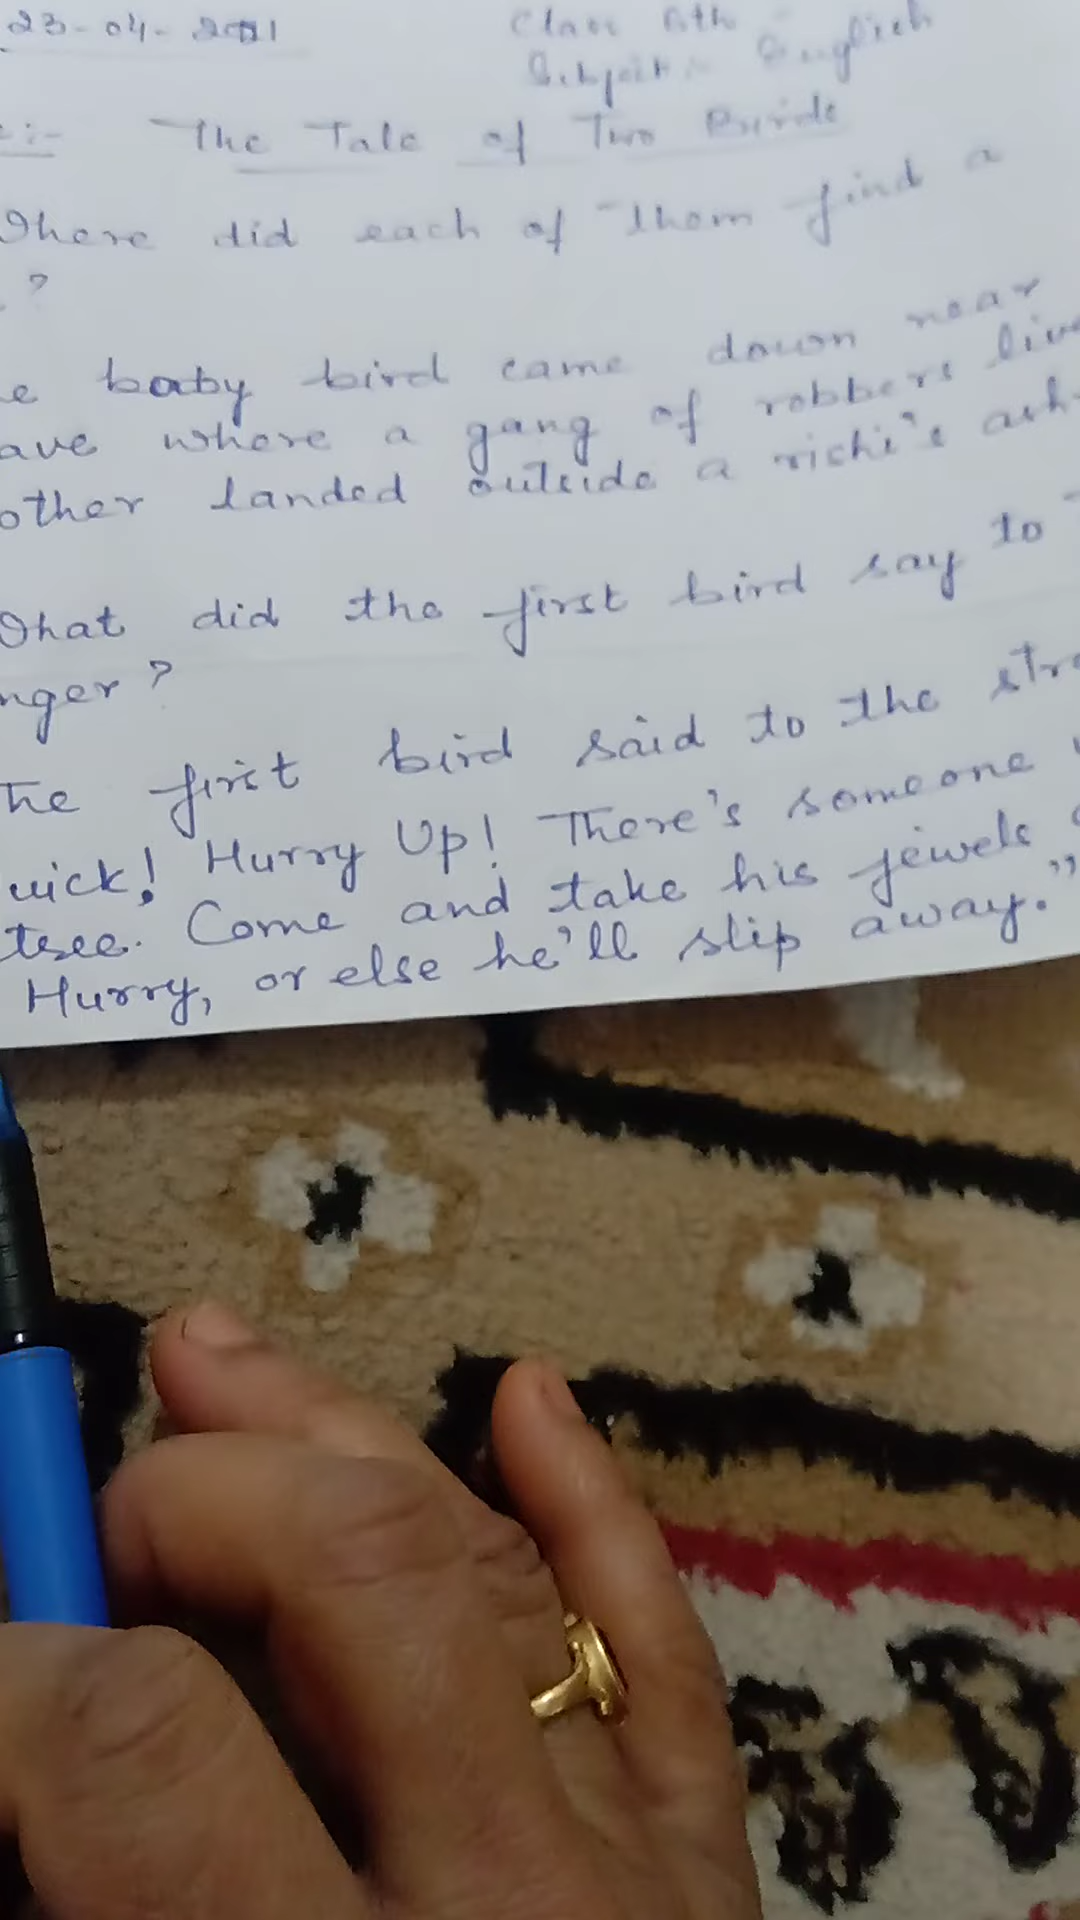 23-04-2021
Class 6th
Subject:- English
:- The Tale of Two Birds
Where did each of them find a
?
e baby bird came down near
ave where a gang of robbers live
other landed outside a rishi's ash
What did the first bird say to
nger?
The first bird said to the stra
uick! Hurry Up! There's someone
tree. Come and take his jewels
Hurry, or else he'll slip away."